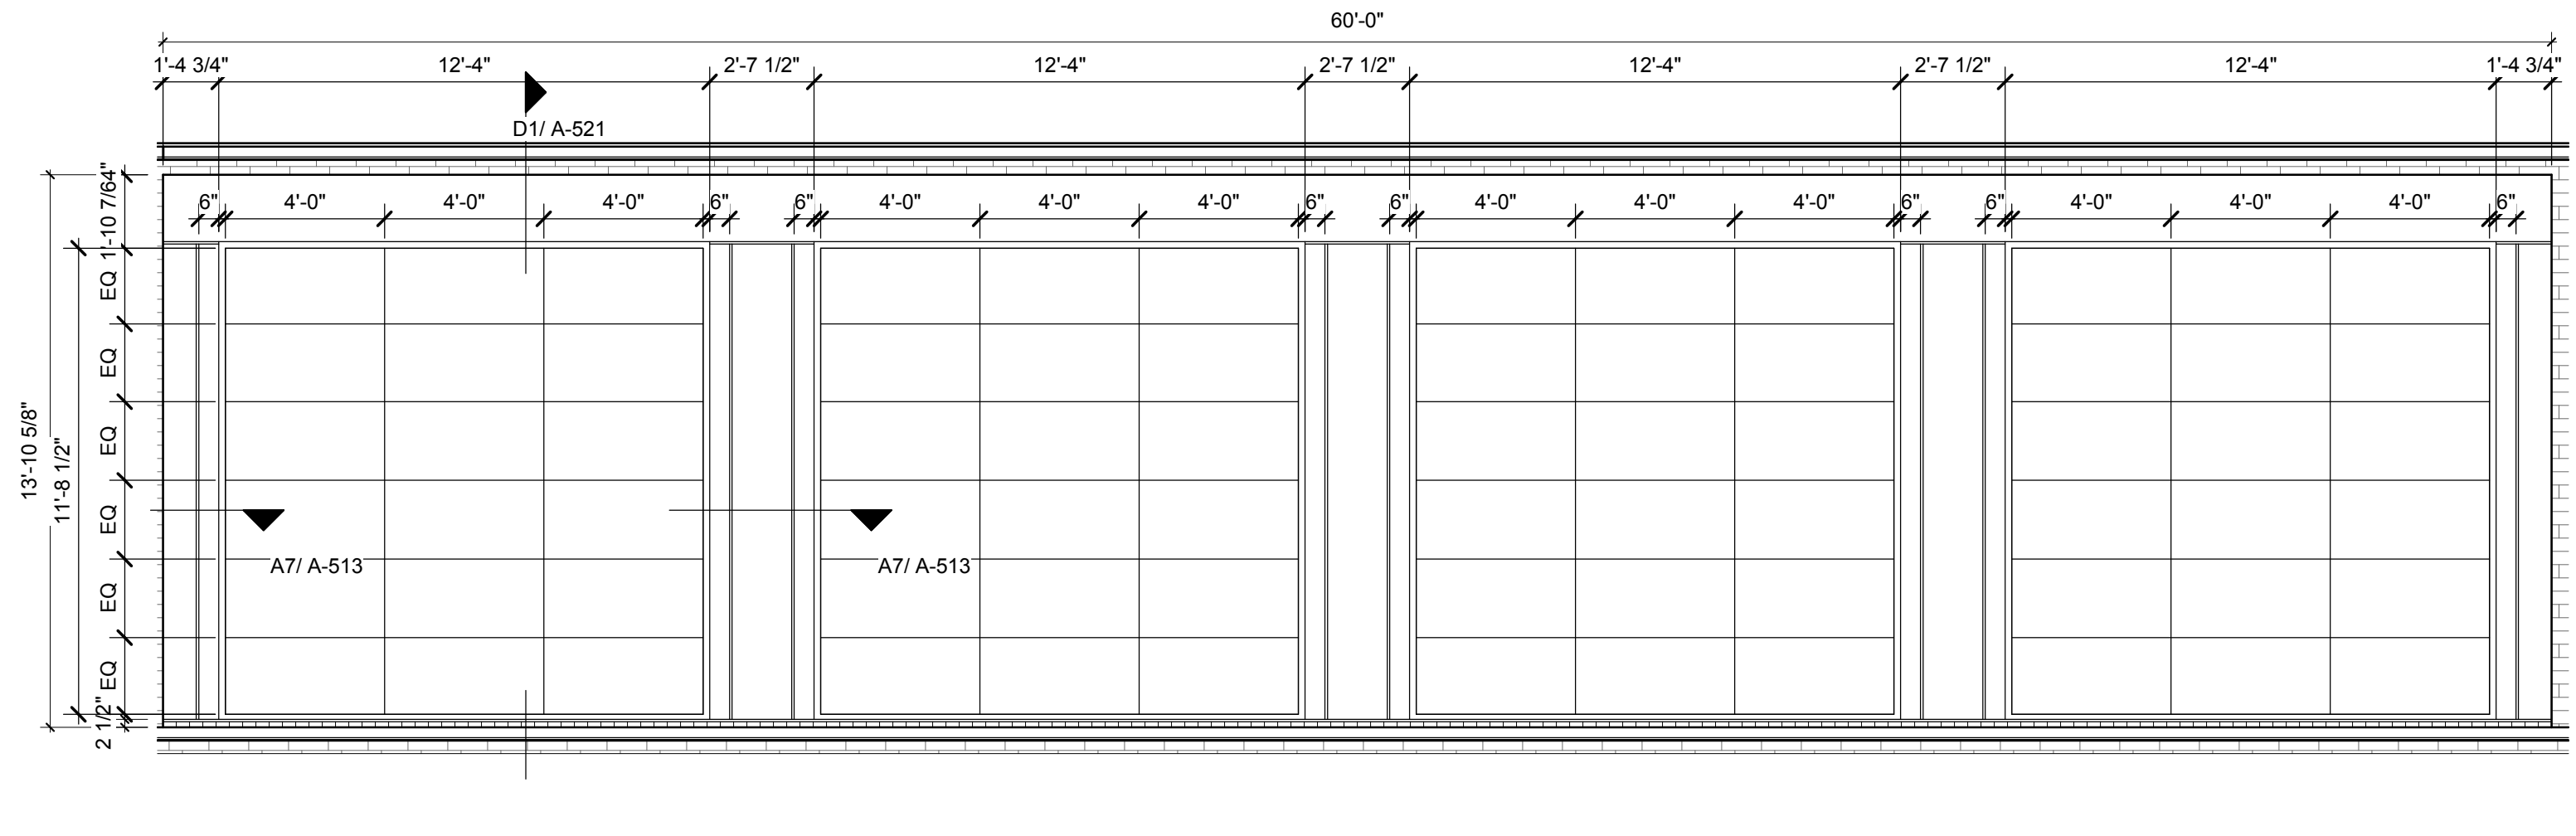 60'-0"
1'-4 3/4" 12'-4" 2'-7 1/2" 12'-4" 2'-7 1/2" 12'-4" 2'-7 1/2" 12'-4" 1'-4 3/4"
D1/ A-521
6" 4'-0" 4'-0" 4'-0" 6" 6" 4'-0" 4'-0" 4'-0" 6" 6" 4'-0" 4'-0" 4'-0" 6" 6" 4'-0" 4'-0" 4'-0" 6"
13'-10 5/8"
11'-8 1/2"
1'-10 7/64"
EQ
EQ
EQ
EQ
EQ
EQ
2 1/2"
A7/ A-513 A7/ A-513